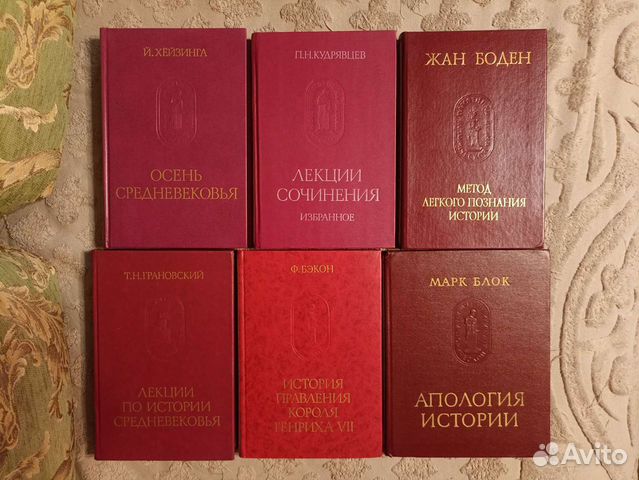 Й. ХЁЙЗИНГА
ОСЕНЬ
СРЕДНЕВЕКОВЬЯ
П.Н. КУДРЯВЦЕВ
ЛЕКЦИИ
СОЧИНЕНИЯ
ИЗБРАННОЕ
ЖАН БОДЕН
МЕТОД
ЛЕГКОГО ПОЗНАНИЯ
ИСТОРИИ
Т.Н. ГРАНОВСКИЙ
ЛЕКЦИИ
ПО ИСТОРИИ
СРЕДНЕВЕКОВЬЯ
Ф. БЭКОН
ИСТОРИЯ
ПРАВЛЕНИЯ
КОРОЛЯ
ГЕНРИХА VII
МАРК БЛОК
АПОЛОГИЯ
ИСТОРИИ
Avito